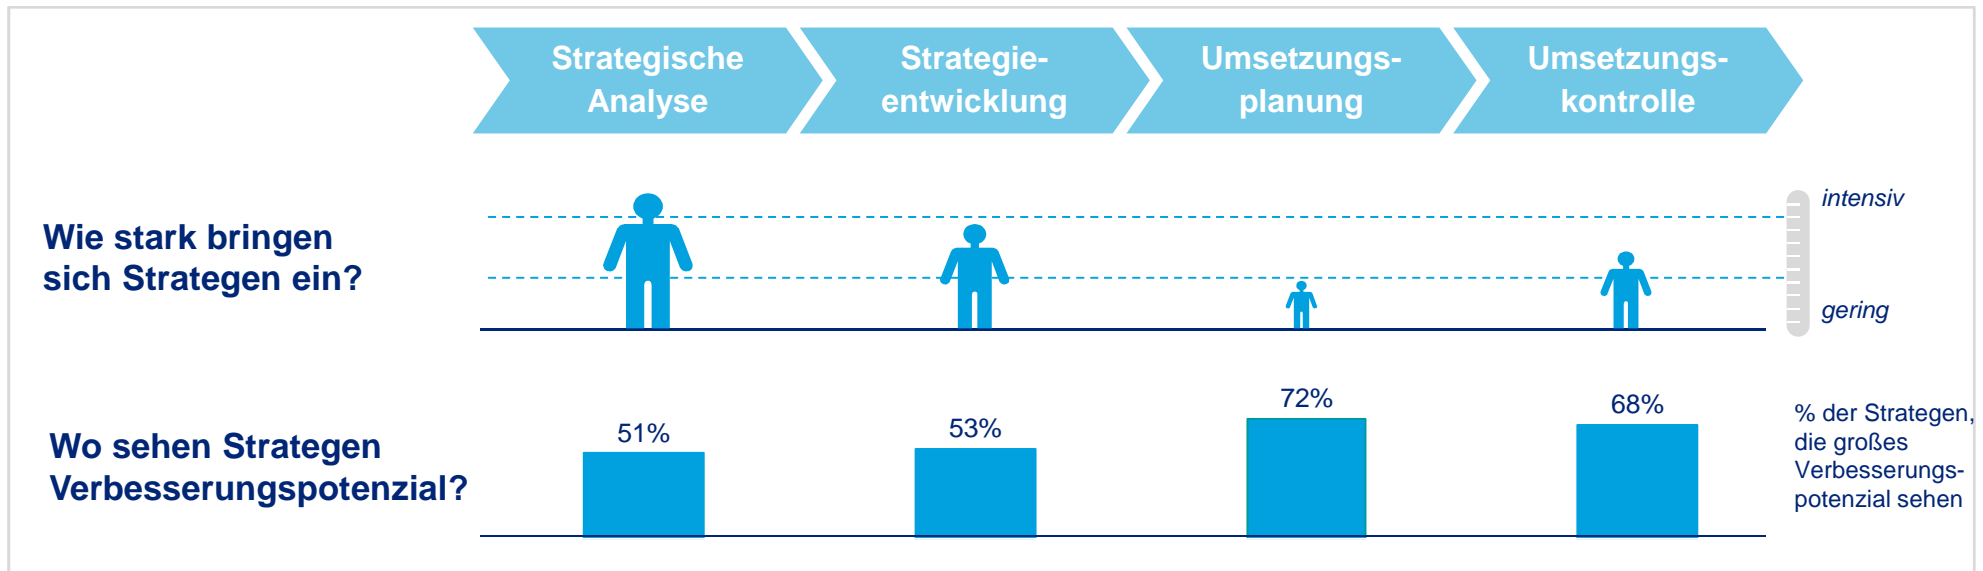 Strategische
Analyse
Strategie-
entwicklung
Umsetzungs-
planung
Umsetzungs-
kontrolle
Wie stark bringen
sich Strategen ein?
intensiv
gering
Wo sehen Strategen
Verbesserungspotenzial?
51%
53%
72%
68%
% der Strategen,
die großes
Verbesserungs-
potenzial sehen